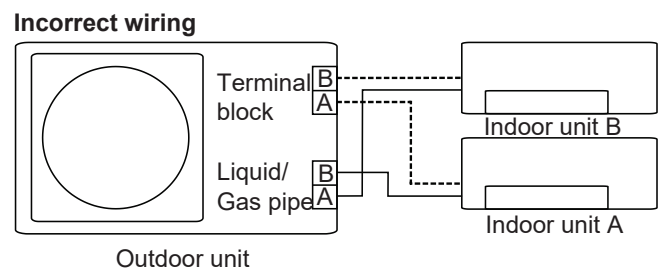 Incorrect wiring
Terminal B
block A
Liquid/ B
Gas pipe A
Outdoor unit
Indoor unit B
Indoor unit A